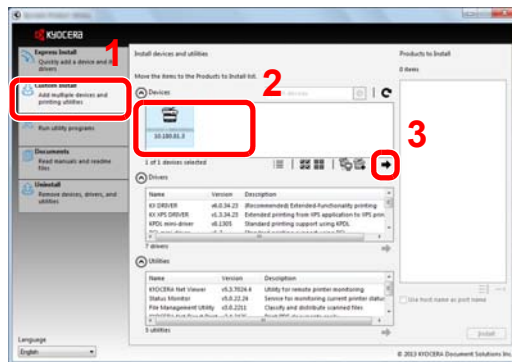 KYOCERA
1
Express Install
Quickly add a device and its
drivers
Custom Install
Add multiple devices and
printing utilities
Run utility programs
Documents
Read manuals and readme
files
Uninstall
Remove devices, drivers, and
utilities
Language
English
Install devices and utilities
Move the items to the Products to Install list.
2
Devices
devices
10.180.81.3
3
1 of 1 devices selected
Drivers
Name Version Description
KX DRIVER v6.0.34.23 (Recommended) Extended-functionality printing
KX XPS DRIVER v1.3.34.23 Extended printing from XPS application to XPS prin
KPDL mini-driver v6.1303 Standard printing support using KPDL
7 drivers
Utilities
Name Version Description
KYOCERA Net Viewer v5.3.7024.4 Utility for remote printer monitoring
Status Monitor v5.0.22.24 Service for monitoring current printer status
File Management Utility v3.0.2211 Classify and distribute scanned files
5 utilities
Products to Install
0 items
Use host name as port name
Install
© 2013 KYOCERA Document Solutions Inc.